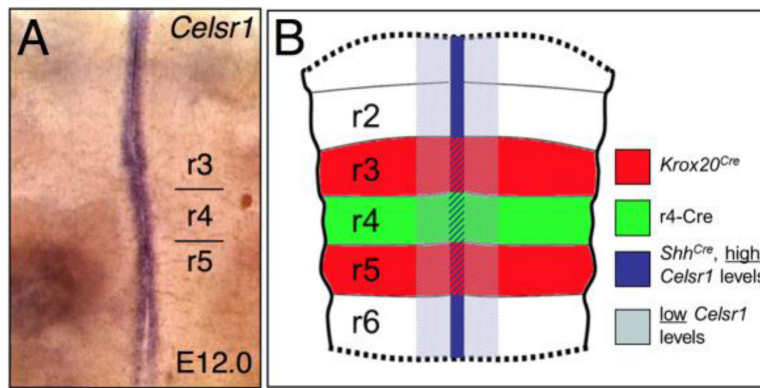 A
Celsr1
r3
r4
r5
E12.0
B
r2
r3
r4
r5
r6
Krox20Cre
r4-Cre
ShhCre, high
Celsr1 levels
low Celsr1
levels